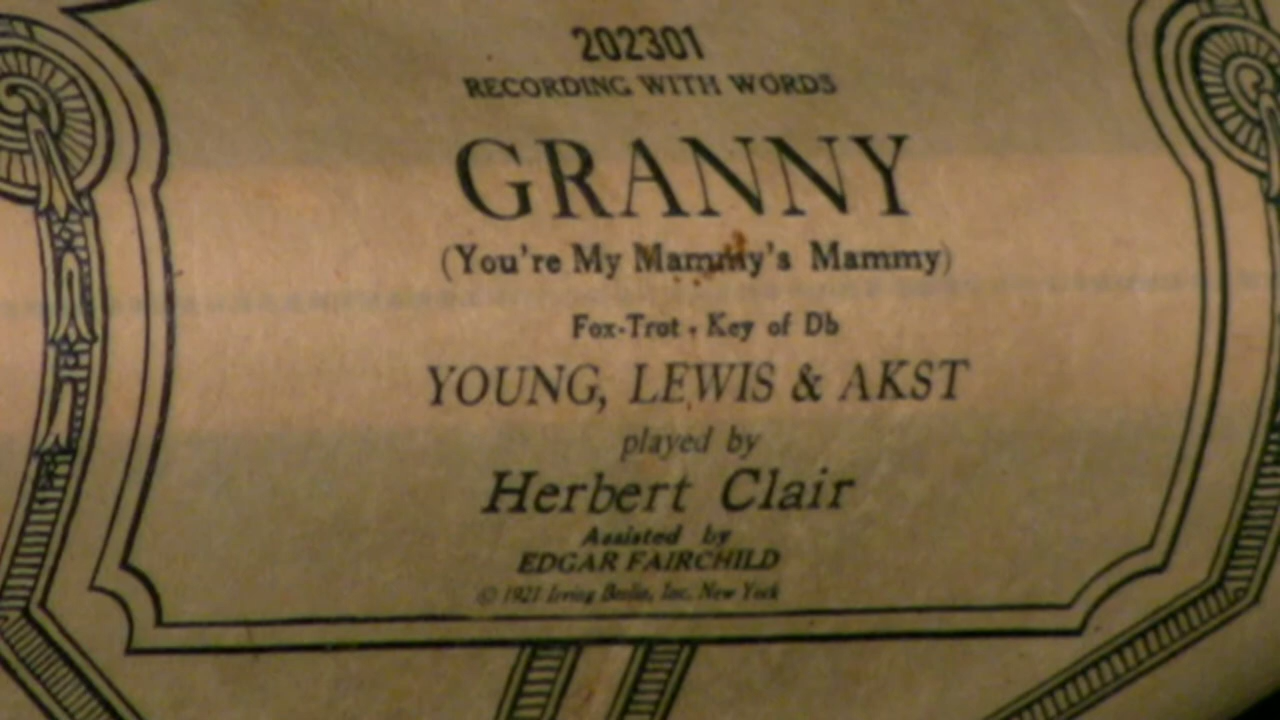 202301
RECORDING WITH WORDS
GRANNY
(You're My Mammy's Mammy)
Fox-Trot - Key of Db
YOUNG, LEWIS & AKST
played by
Herbert Clair
Assisted by
EDGAR FAIRCHILD
© 1921 Irving Berlin, Inc. New York